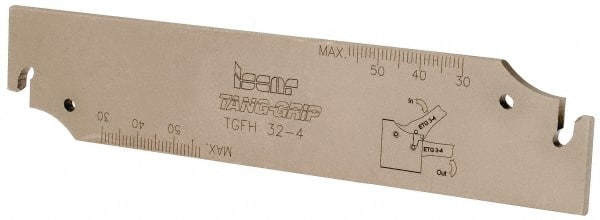 MAX.
50 40 30
iscar
TANG-GRIP
TGFH 32-4
In
ETG 3-4
ETG 3-4
Out
30 40 50
MAX.